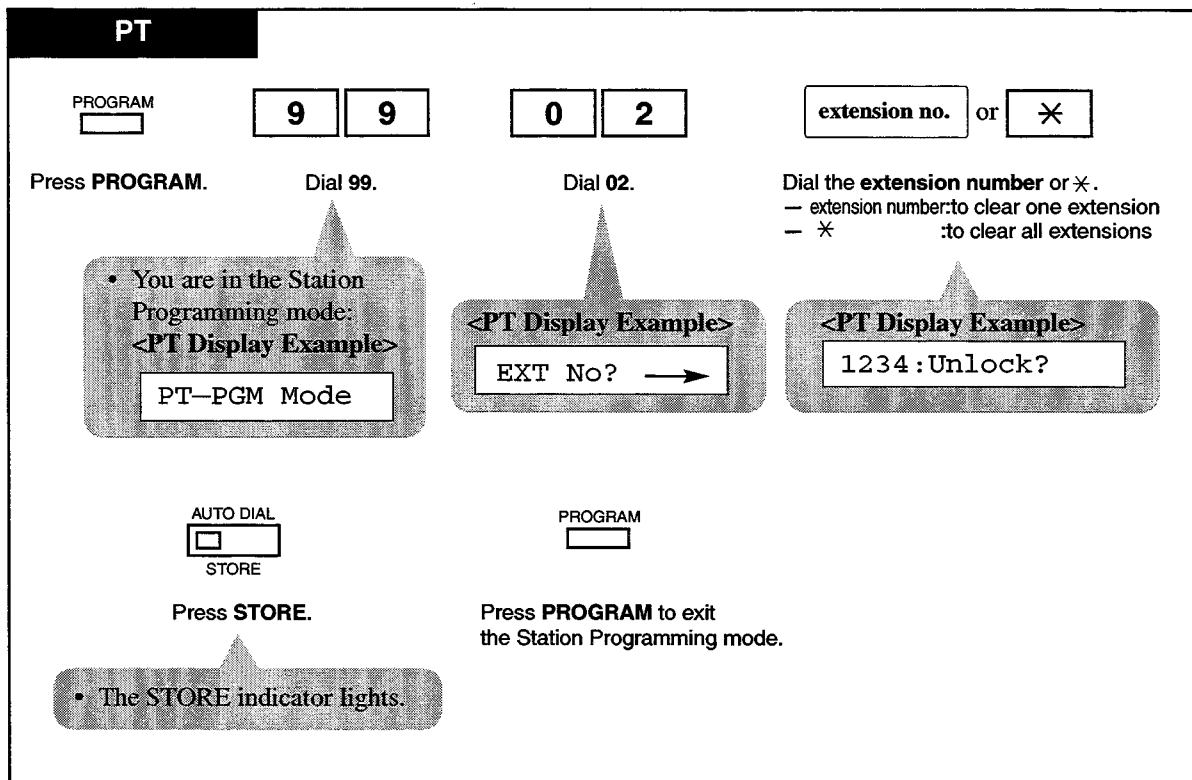 PT
PROGRAM
9 9
0 2
extension no. or ✳
Press PROGRAM.
Dial 99.
Dial 02.
Dial the extension number or ✳.
— extension number:to clear one extension
— ✳ :to clear all extensions
• You are in the Station
Programming mode:
<PT Display Example>
PT—PGM Mode
<PT Display Example>
EXT No? →
<PT Display Example>
1234:Unlock?
AUTO DIAL
STORE
Press STORE.
• The STORE indicator lights.
PROGRAM
Press PROGRAM to exit
the Station Programming mode.